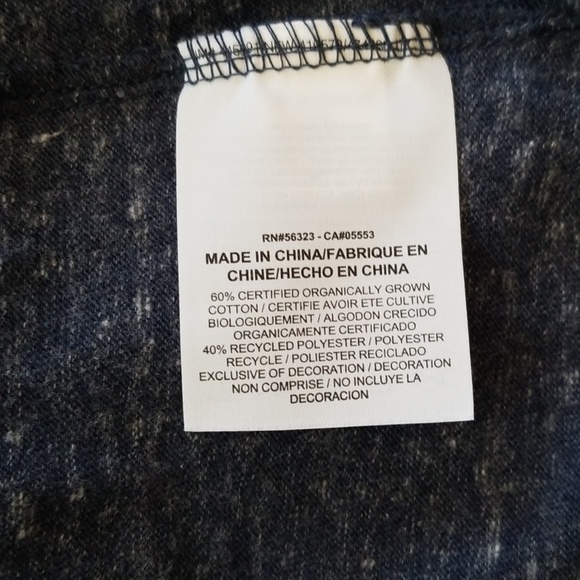 RN#56323 - CA#05553
MADE IN CHINA/FABRIQUE EN
CHINE/HECHO EN CHINA
60% CERTIFIED ORGANICALLY GROWN
COTTON / CERTIFIE AVOIR ETE CULTIVE
BIOLOGIQUEMENT / ALGODON CRECIDO
ORGANICAMENTE CERTIFICADO
40% RECYCLED POLYESTER / POLYESTER
RECYCLE / POLIESTER RECICLADO
EXCLUSIVE OF DECORATION / DECORATION
NON COMPRISE / NO INCLUYE LA
DECORACION